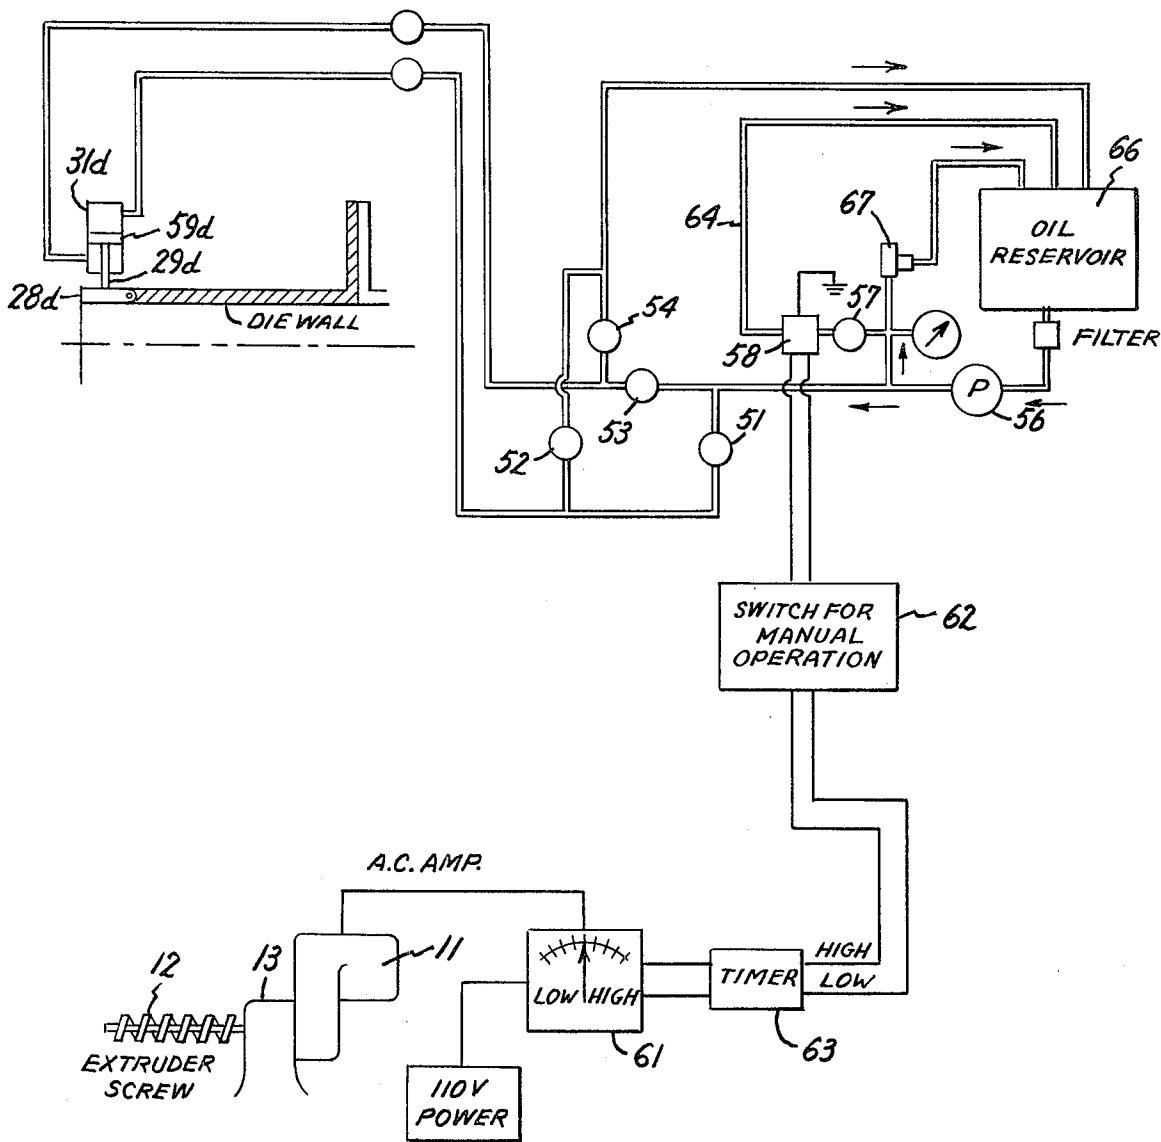 31d
59d
29d
28d
DIE WALL
66
OIL
RESERVOIR
67
64
57
58
54
FILTER
P
56
53
52
51
SWITCH FOR
MANUAL
OPERATION
62
A.C. AMP.
11
12
13
EXTRUDER
SCREW
LOW HIGH
61
TIMER
63
HIGH
LOW
110V
POWER